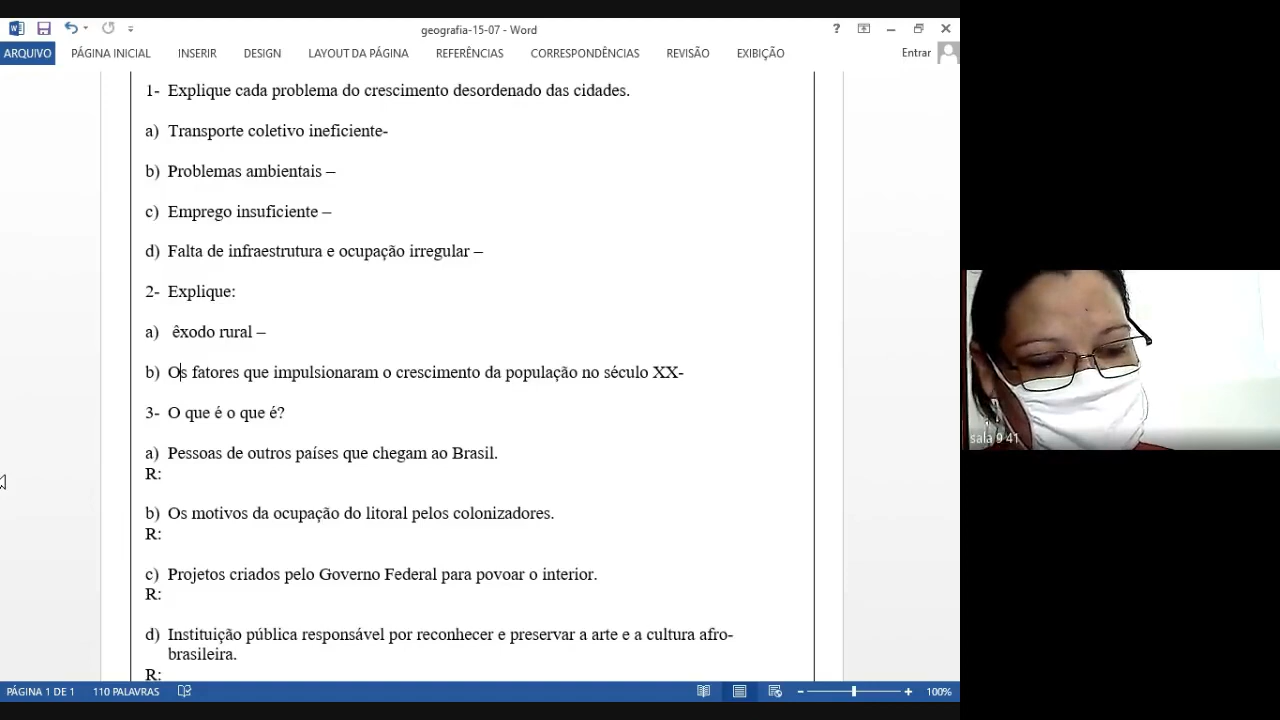 geografia-15-07 - Word
?
ARQUIVO PÁGINA INICIAL INSERIR DESIGN LAYOUT DA PÁGINA REFERÊNCIAS CORRESPONDÊNCIAS REVISÃO EXIBIÇÃO Entrar
1- Explique cada problema do crescimento desordenado das cidades.
a) Transporte coletivo ineficiente-
b) Problemas ambientais –
c) Emprego insuficiente –
d) Falta de infraestrutura e ocupação irregular –
2- Explique:
a) êxodo rural –
b) Os fatores que impulsionaram o crescimento da população no século XX-
3- O que é o que é?
a) Pessoas de outros países que chegam ao Brasil.
R:
b) Os motivos da ocupação do litoral pelos colonizadores.
R:
c) Projetos criados pelo Governo Federal para povoar o interior.
R:
d) Instituição pública responsável por reconhecer e preservar a arte e a cultura afro-
brasileira.
R:
PÁGINA 1 DE 1 110 PALAVRAS 100%
sala 9 41